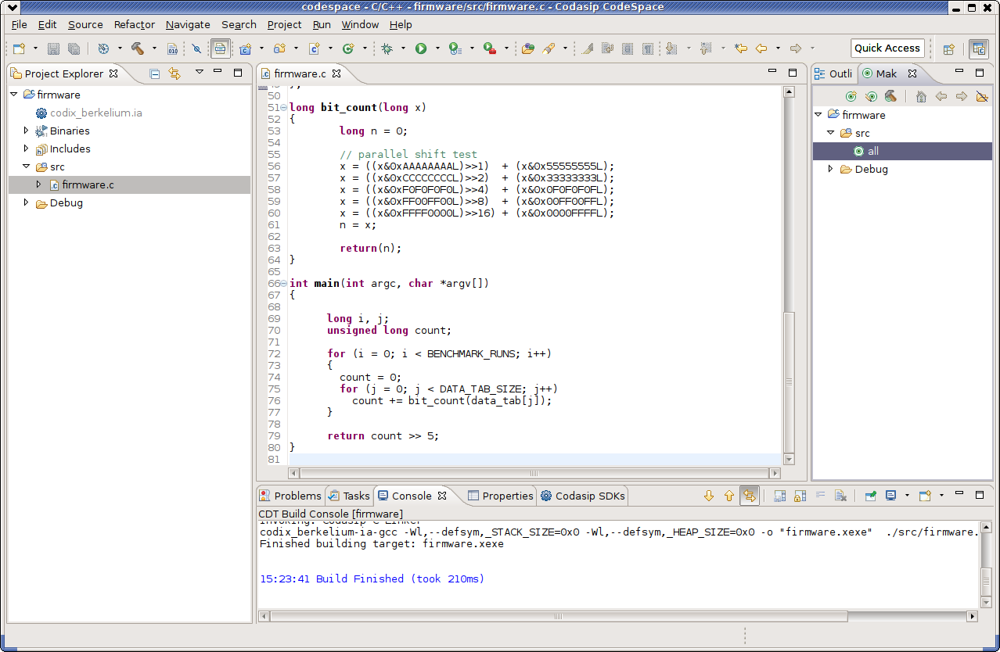 codespace - C/C++ - firmware/src/firmware.c - Codasip CodeSpace
File Edit Source Refactor Navigate Search Project Run Window Help
Quick Access
Project Explorer
firmware
codix_berkelium.ia
Binaries
Includes
src
firmware.c
Debug
firmware.c
50
51 long bit_count(long x)
52 {
53 long n = 0;
54
55 // parallel shift test
56 x = ((x&0xAAAAAAAAL)>>1) + (x&0x55555555L);
57 x = ((x&0xCCCCCCCCL)>>2) + (x&0x33333333L);
58 x = ((x&0xF0F0F0F0L)>>4) + (x&0x0F0F0F0FL);
59 x = ((x&0xFF00FF00L)>>8) + (x&0x00FF00FFL);
60 x = ((x&0xFFFF0000L)>>16) + (x&0x0000FFFFL);
61 n = x;
62
63 return(n);
64 }
65
66 int main(int argc, char *argv[])
67 {
68
69 long i, j;
70 unsigned long count;
71
72 for (i = 0; i < BENCHMARK_RUNS; i++)
73 {
74 count = 0;
75 for (j = 0; j < DATA_TAB_SIZE; j++)
76 count += bit_count(data_tab[j]);
77 }
78
79 return count >> 5;
80 }
81
Outli Mak
firmware
src
all
Debug
Problems Tasks Console Properties Codasip SDKs
CDT Build Console [firmware]
Invoking: Codasip C Linker
codix_berkelium-ia-gcc -Wl,--defsym,_STACK_SIZE=0x0 -Wl,--defsym,_HEAP_SIZE=0x0 -o "firmware.xexe" ./src/firmware.
Finished building target: firmware.xexe
15:23:41 Build Finished (took 210ms)